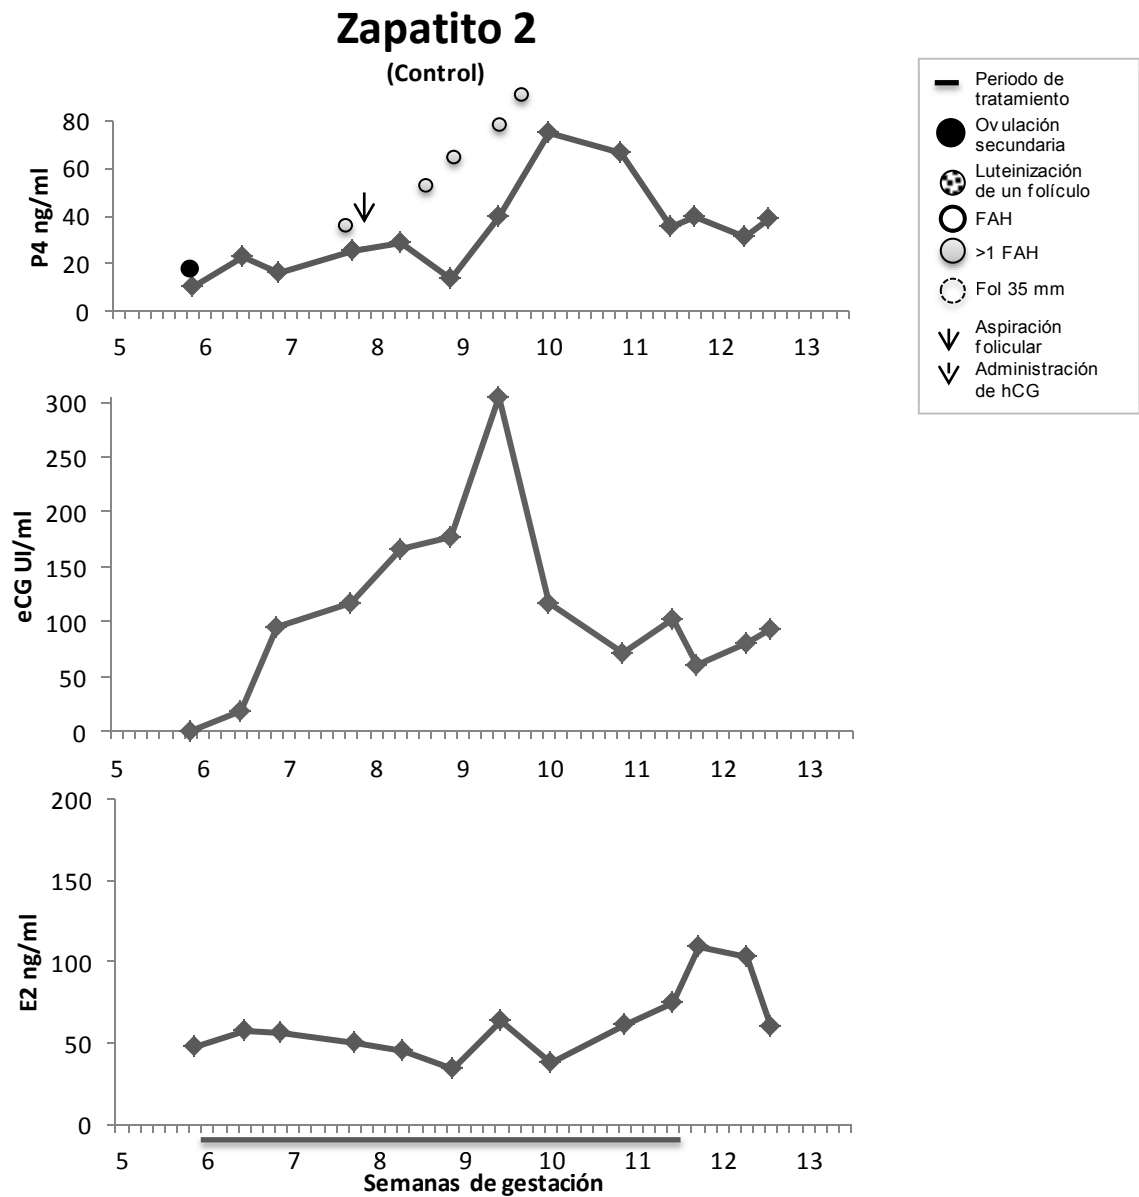 Zapatito 2
(Control)
P4 ng/ml
80
60
40
20
0
5 6 7 8 9 10 11 12 13
Periodo de
tratamiento
Ovulación
secundaria
Luteinización
de un folículo
FAH
>1 FAH
Fol 35 mm
Aspiración
folicular
Administración
de hCG
eCG UI/ml
300
250
200
150
100
50
0
5 6 7 8 9 10 11 12 13
E2 ng/ml
200
150
100
50
0
5 6 7 8 9 10 11 12 13
Semanas de gestación